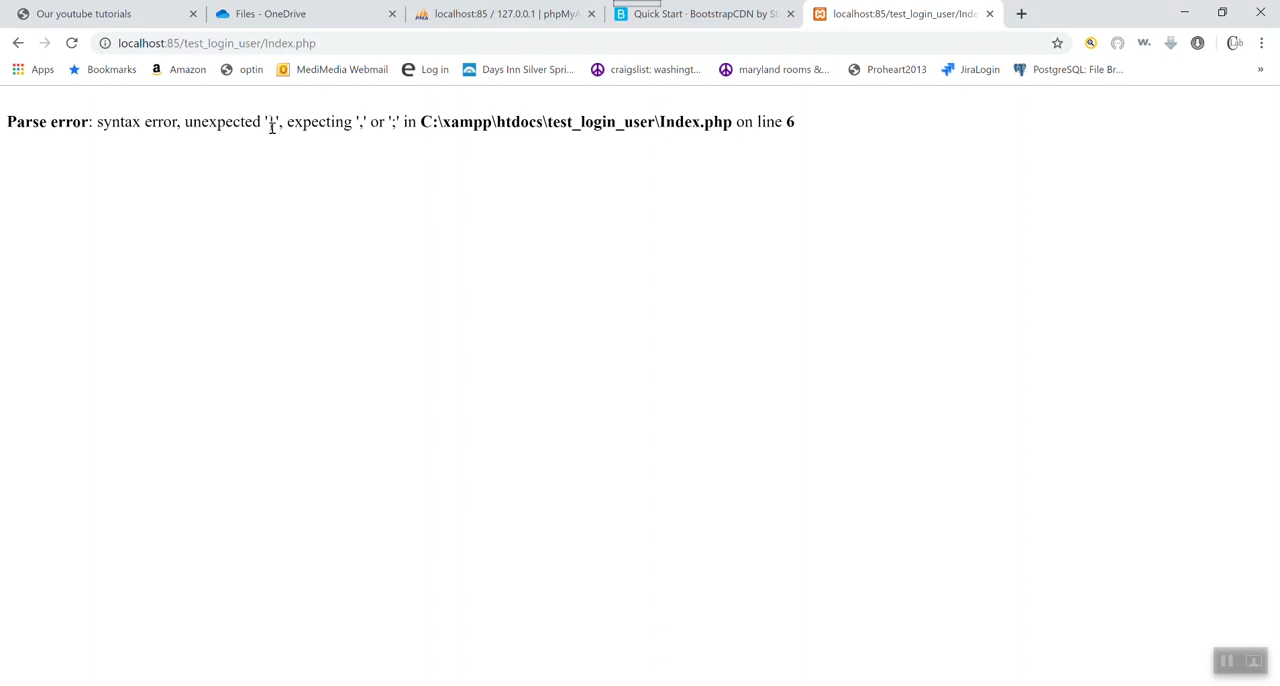 Our youtube tutorials
Files - OneDrive
localhost:85 / 127.0.0.1 | phpMyA
Quick Start · BootstrapCDN by St
localhost:85/test_login_user/Inde
localhost:85/test_login_user/Index.php
Apps Bookmarks Amazon optin MediMedia Webmail Log in Days Inn Silver Spri... craigslist: washingt... maryland rooms &... Proheart2013 JiraLogin PostgreSQL: File Br... »
Parse error: syntax error, unexpected '}', expecting ',' or ';' in C:\xampp\htdocs\test_login_user\Index.php on line 6